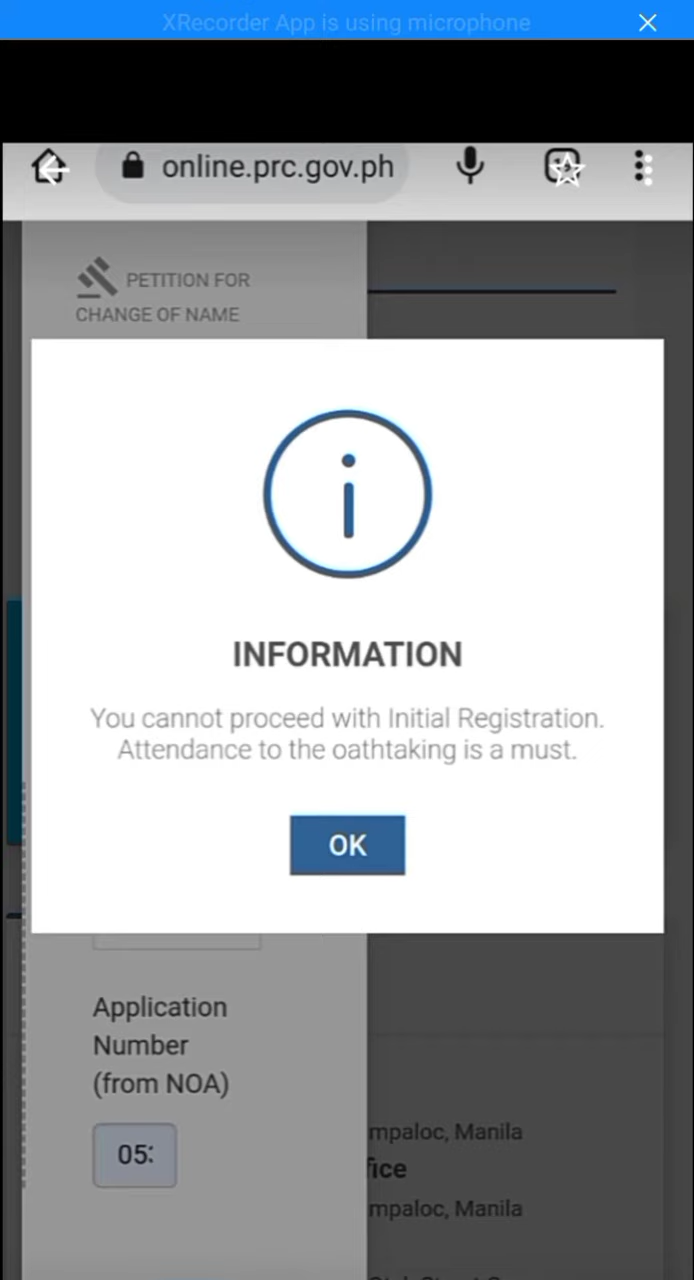 XRecorder App is using microphone
online.prc.gov.ph
PETITION FOR
CHANGE OF NAME
INFORMATION
You cannot proceed with Initial Registration.
Attendance to the oathtaking is a must.
OK
Application
Number
(from NOA)
05:
mpaloc, Manila
fice
mpaloc, Manila